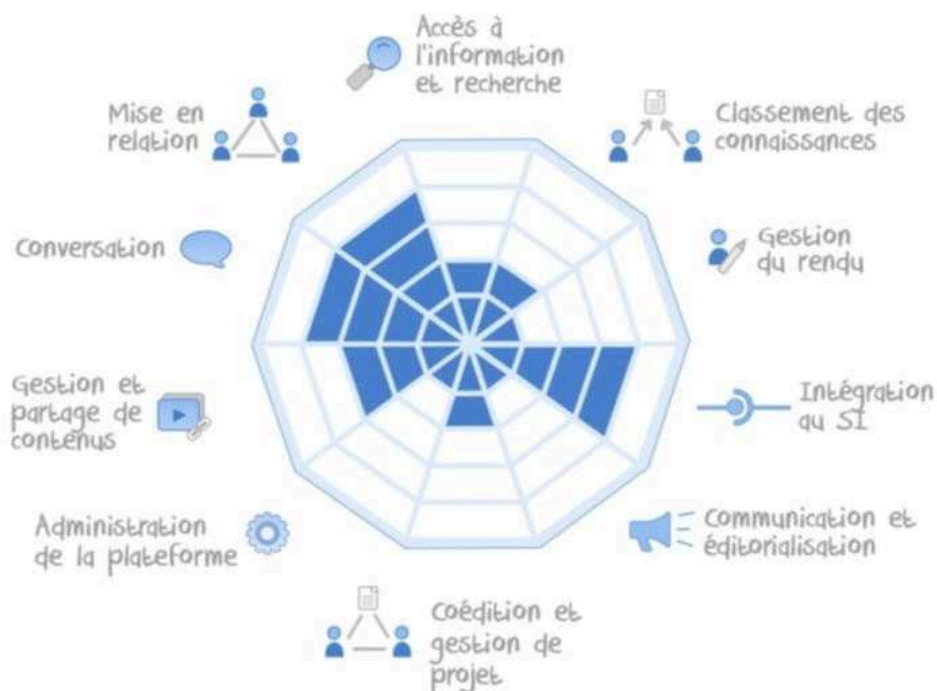 Accès à
l'information
et recherche
Mise en
relation
Classement des
connaissances
Conversation
Gestion
du rendu
Gestion et
partage de
contenus
Intégration
au SI
Administration
de la plateforme
Communication et
éditorialisation
Coédition et
gestion de
projet